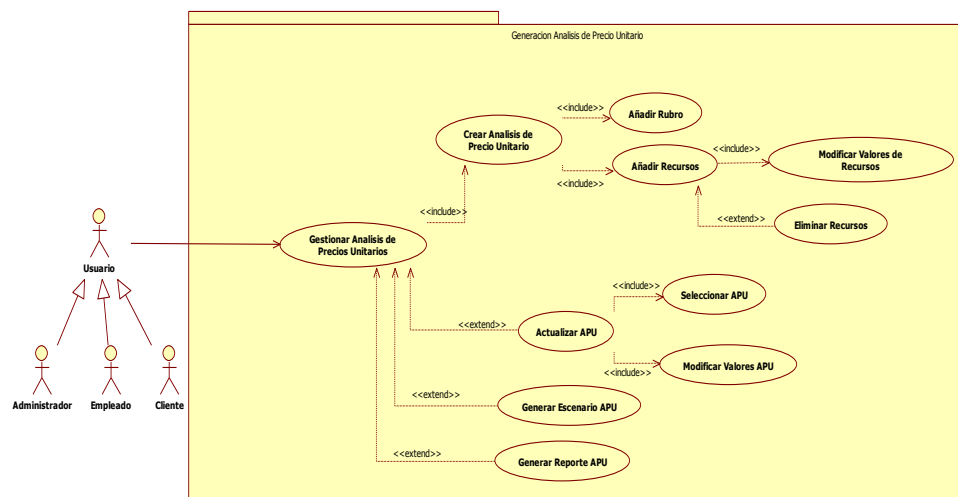 Generacion Analisis de Precio Unitario
<<include>>
Añadir Rubro
Crear Analisis de
Precio Unitario
<<include>>
Añadir Recursos
<<include>>
Modificar Valores de
Recursos
<<include>>
<<extend>>
Eliminar Recursos
Gestionar Analisis de
Precios Unitarios
Usuario
<<include>>
Seleccionar APU
<<extend>>
Actualizar APU
<<include>>
Modificar Valores APU
Administrador
Empleado
Cliente
<<extend>>
Generar Escenario APU
<<extend>>
Generar Reporte APU